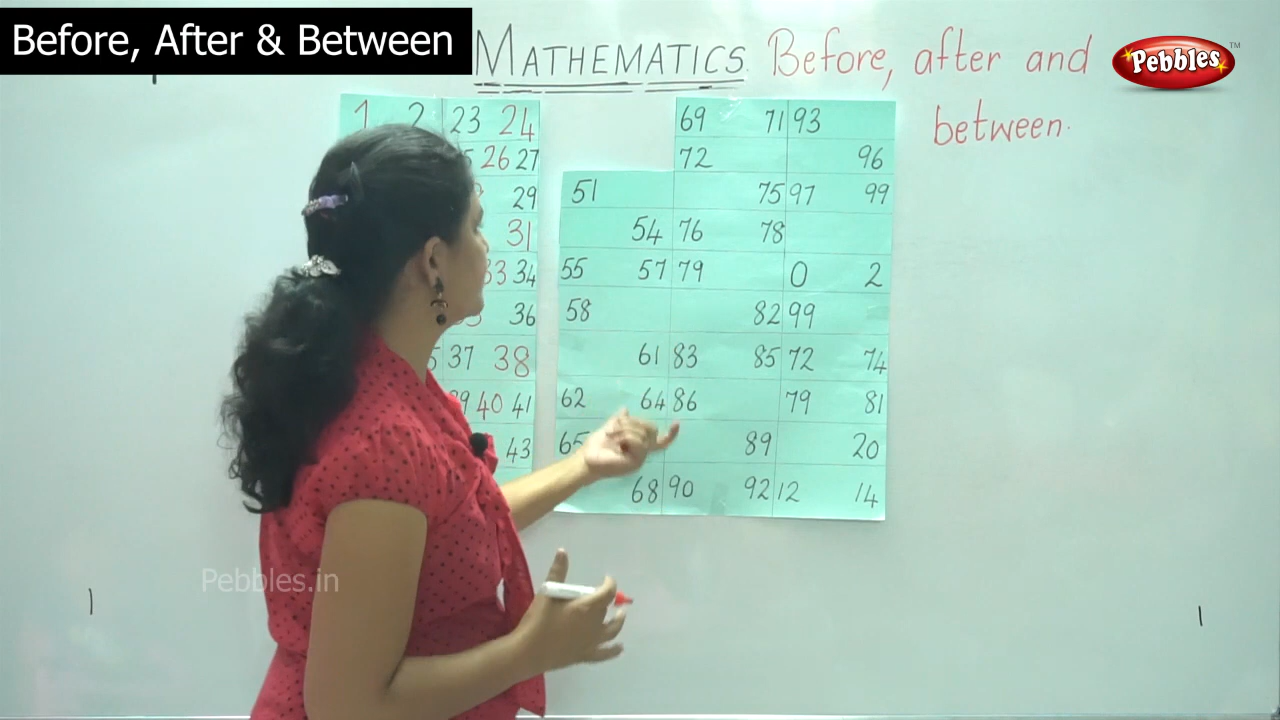 Before, After & Between
MATHEMATICS. Before, after and
between.
Pebbles TM
1 2 23 24
26 27
29
31
33 34
36
37 38
40 41
43
69 71 93
72 96
51 75 97 99
54 76 78
55 57 79 0 2
58 82 99
61 83 85 72 74
62 64 86 79 81
65 89 20
68 90 92 12 14
Pebbles.in